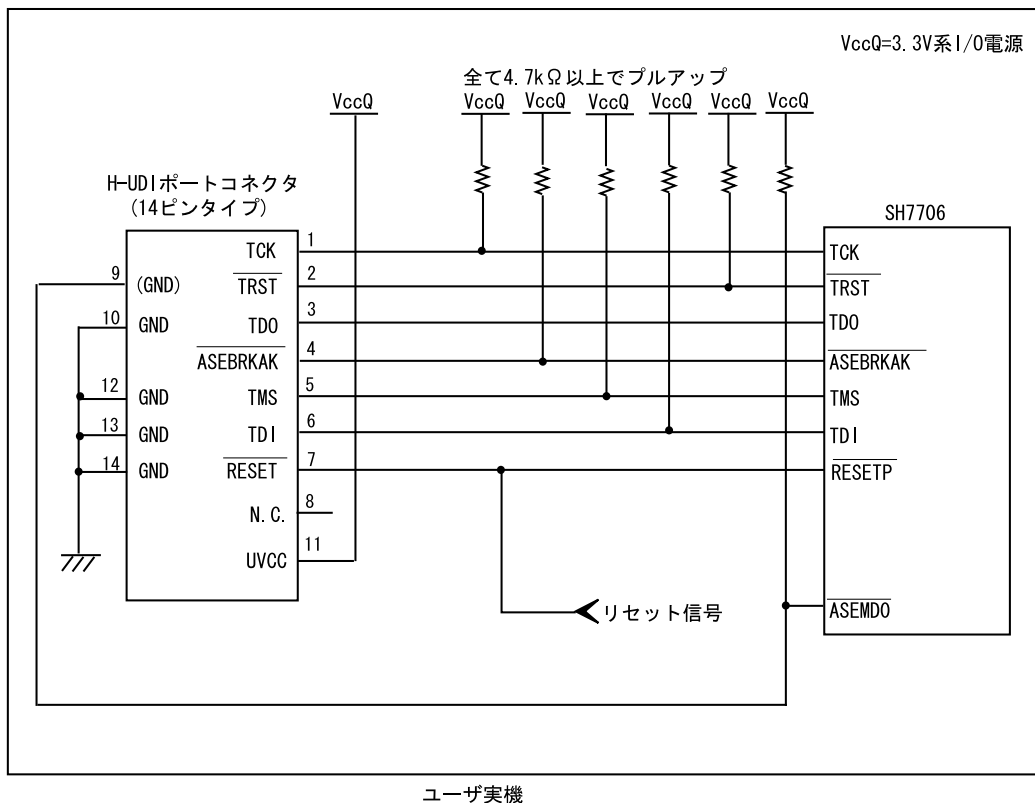 VccQ=3.3V系I/O電源
全て4.7kΩ以上でプルアップ
VccQ
VccQ
VccQ
VccQ
VccQ
VccQ
VccQ
H-UDIポートコネクタ
(14ピンタイプ)
SH7706
TCK
1
TCK
9
(GND)
TRST
2
TRST
10
GND
TDO
3
TDO
ASEBRKAK
4
ASEBRKAK
12
GND
TMS
5
TMS
13
GND
TDI
6
TDI
14
GND
RESET
7
RESETP
N.C.
8
UVCC
11
リセット信号
ASEMD0
ユーザ実機